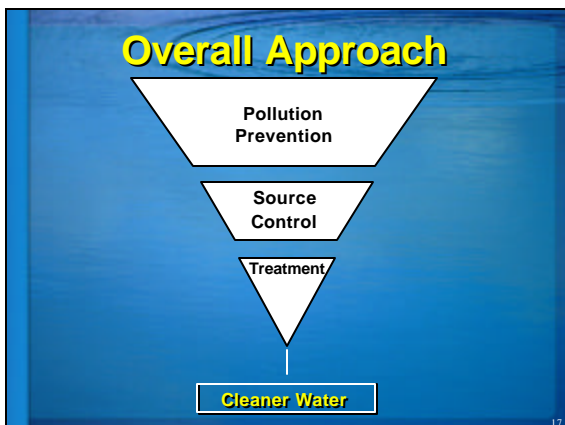 Overall Approach
Pollution
Prevention
Source
Control
Treatment
Cleaner Water
17